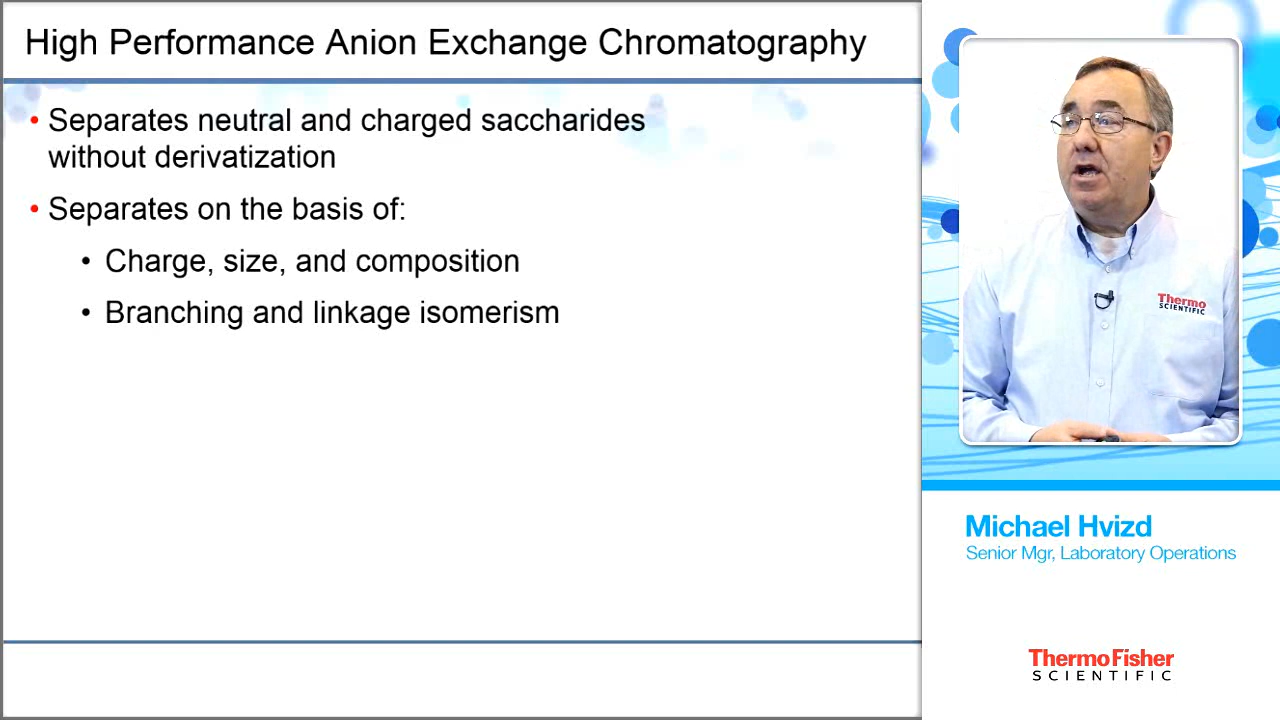 High Performance Anion Exchange Chromatography
• Separates neutral and charged saccharides
without derivatization
• Separates on the basis of:
• Charge, size, and composition
• Branching and linkage isomerism
Thermo
SCIENTIFIC
Michael Hvizd
Senior Mgr, Laboratory Operations
ThermoFisher
SCIENTIFIC